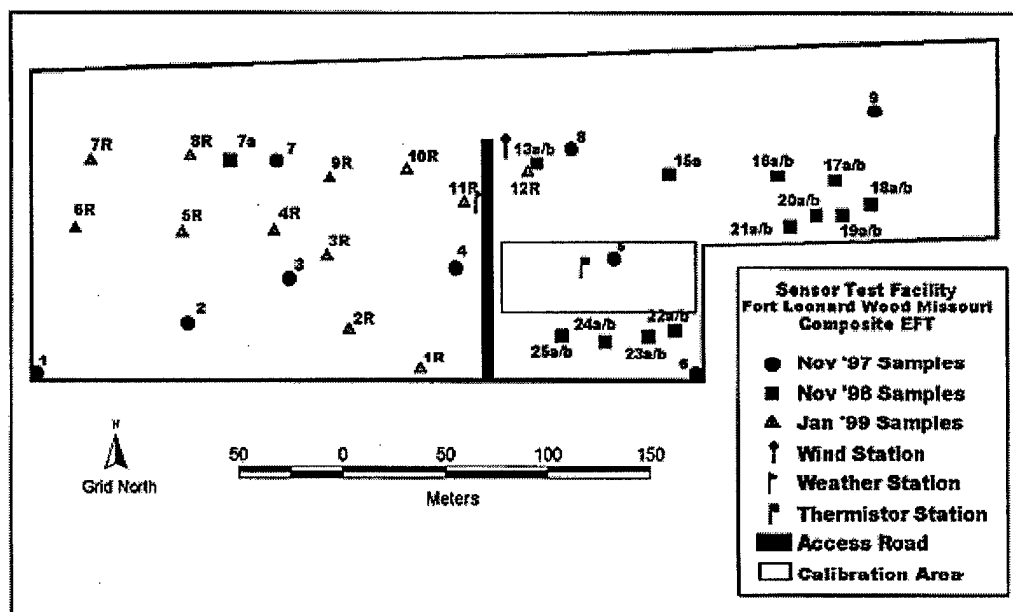 9
7R
8R
7a
7
9R
10R
11R
13a/b
8
12R
15a
16a/b
17a/b
18a/b
20a/b
19a/b
21a/b
6R
5R
4R
3R
3
4
5
2
2R
1
1R
24a/b
22a/b
25a/b
23a/b
6
N
Grid North
50 0 50 100 150
Meters
Sensor Test Facility
Fort Leonard Wood Missouri
Composite EFT
Nov '97 Samples
Nov '98 Samples
Jan '99 Samples
Wind Station
Weather Station
Thermistor Station
Access Road
Calibration Area